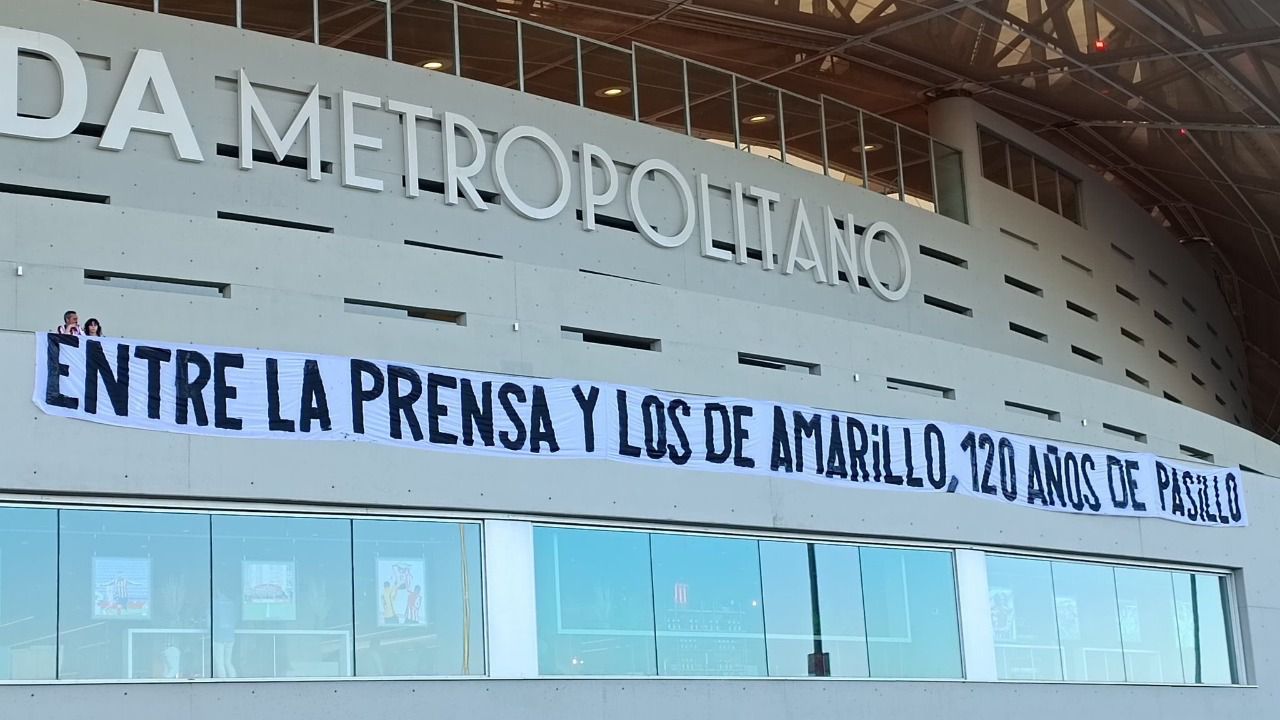 DA METROPOLITANO
ENTRE LA PRENSA Y LOS DE AMARiLLO, 120 AÑOS DE PASiLLO